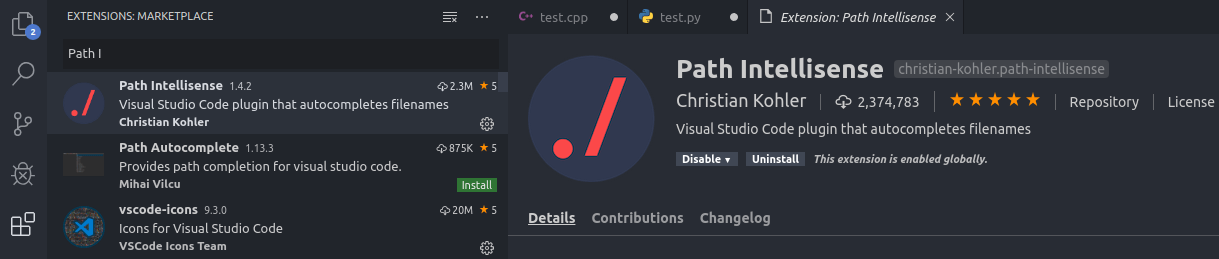 EXTENSIONS: MARKETPLACE
2
Path I
Path Intellisense 1.4.2 2.3M 5
Visual Studio Code plugin that autocompletes filenames
Christian Kohler
Path Autocomplete 1.13.3 875K 5
Provides path completion for visual studio code.
Mihai Vilcu Install
vscode-icons 9.3.0 20M 5
Icons for Visual Studio Code
VSCode Icons Team
test.cpp test.py Extension: Path Intellisense
Path Intellisense christian-kohler.path-intellisense
Christian Kohler 2,374,783 Repository License
Visual Studio Code plugin that autocompletes filenames
Disable Uninstall This extension is enabled globally.
Details Contributions Changelog